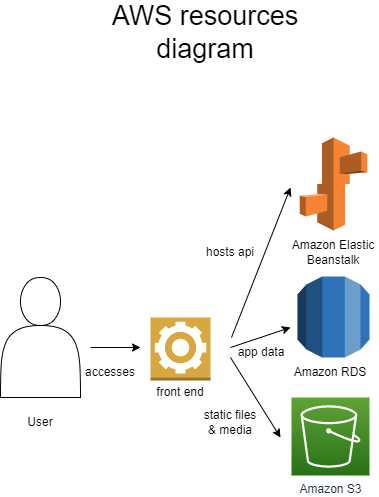 AWS resources
diagram
hosts api
Amazon Elastic
Beanstalk
app data
Amazon RDS
accesses
front end
static files
& media
User
Amazon S3